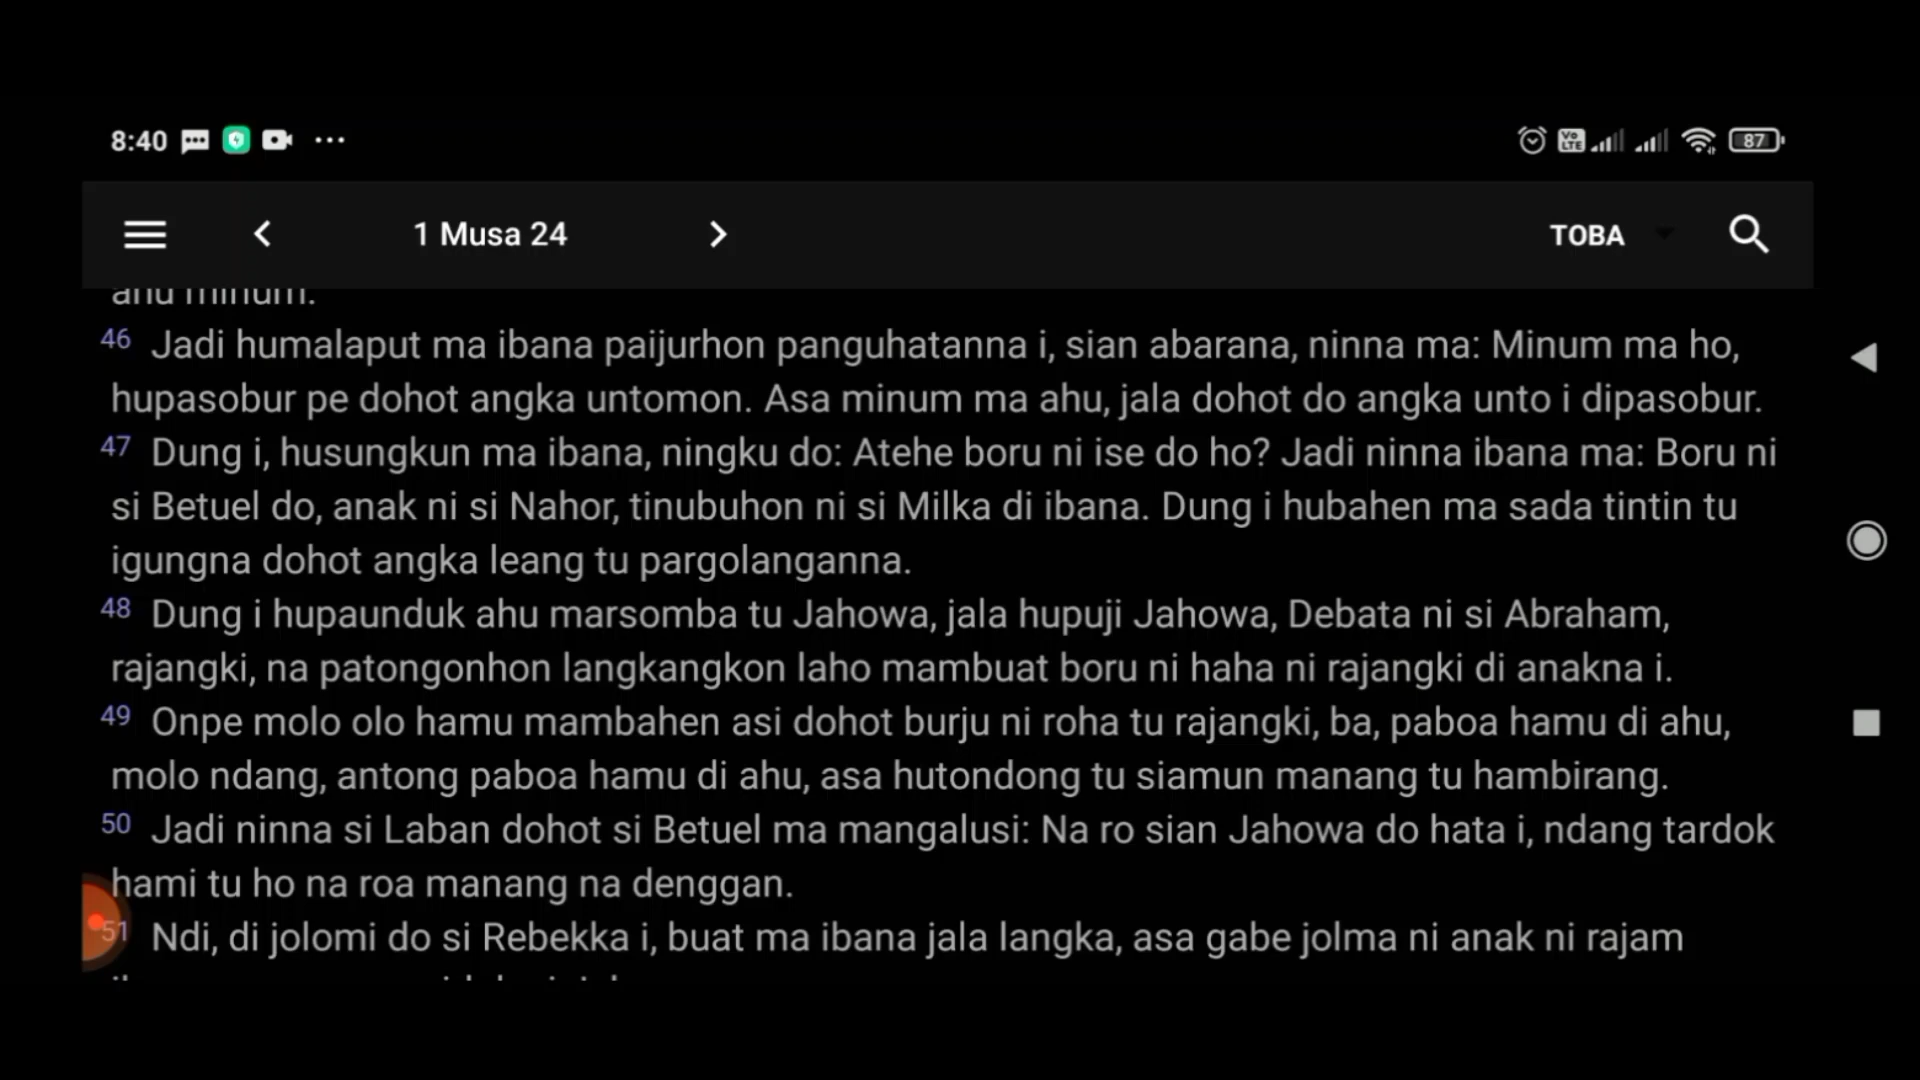 8:40
87
1 Musa 24
TOBA
ahu minum.
46 Jadi humalaput ma ibana paijurhon panguhatanna i, sian abarana, ninna ma: Minum ma ho,
hupasobur pe dohot angka untomon. Asa minum ma ahu, jala dohot do angka unto i dipasobur.
47 Dung i, husungkun ma ibana, ningku do: Atehe boru ni ise do ho? Jadi ninna ibana ma: Boru ni
si Betuel do, anak ni si Nahor, tinubuhon ni si Milka di ibana. Dung i hubahen ma sada tintin tu
igungna dohot angka leang tu pargolanganna.
48 Dung i hupaunduk ahu marsomba tu Jahowa, jala hupuji Jahowa, Debata ni si Abraham,
rajangki, na patongonhon langkangkon laho mambuat boru ni haha ni rajangki di anakna i.
49 Onpe molo olo hamu mambahen asi dohot burju ni roha tu rajangki, ba, paboa hamu di ahu,
molo ndang, antong paboa hamu di ahu, asa hutondong tu siamun manang tu hambirang.
50 Jadi ninna si Laban dohot si Betuel ma mangalusi: Na ro sian Jahowa do hata i, ndang tardok
hami tu ho na roa manang na denggan.
51 Ndi, di jolomi do si Rebekka i, buat ma ibana jala langka, asa gabe jolma ni anak ni rajam